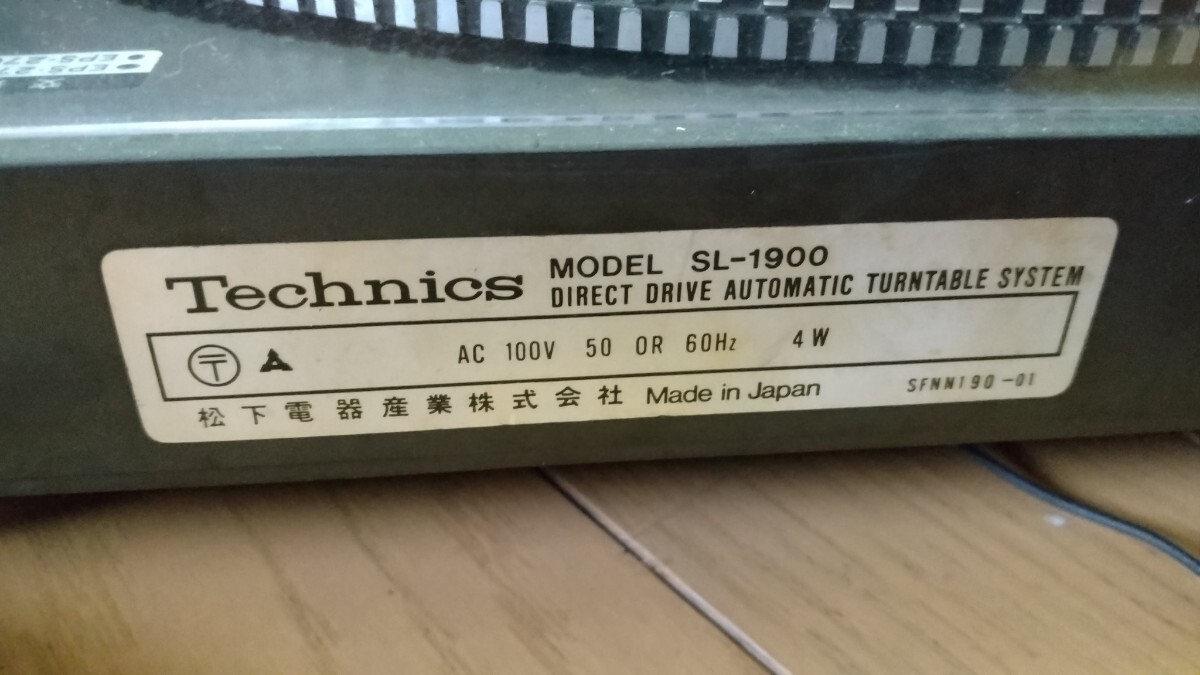 Technics
MODEL SL-1900
DIRECT DRIVE AUTOMATIC TURNTABLE SYSTEM
〒 AC 100V 50 OR 60Hz 4W
松下電器産業株式会社 Made in Japan SFNN190-01